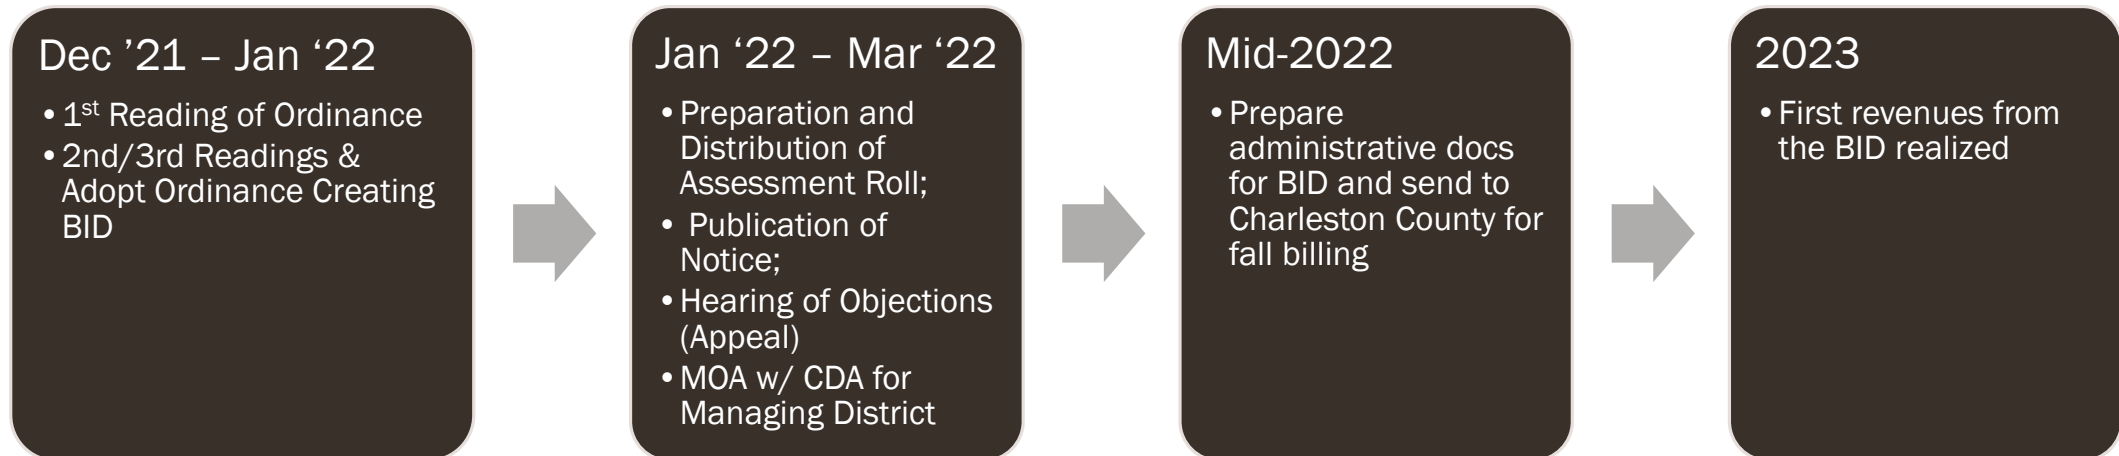 Dec ’21 – Jan ‘22
•1st Reading of Ordinance
•2nd/3rd Readings &
Adopt Ordinance Creating
BID
Jan ‘22 – Mar ‘22
•Preparation and
Distribution of
Assessment Roll;
• Publication of
Notice;
•Hearing of Objections
(Appeal)
•MOA w/ CDA for
Managing District
Mid-2022
•Prepare
administrative docs
for BID and send to
Charleston County for
fall billing
2023
•First revenues from
the BID realized